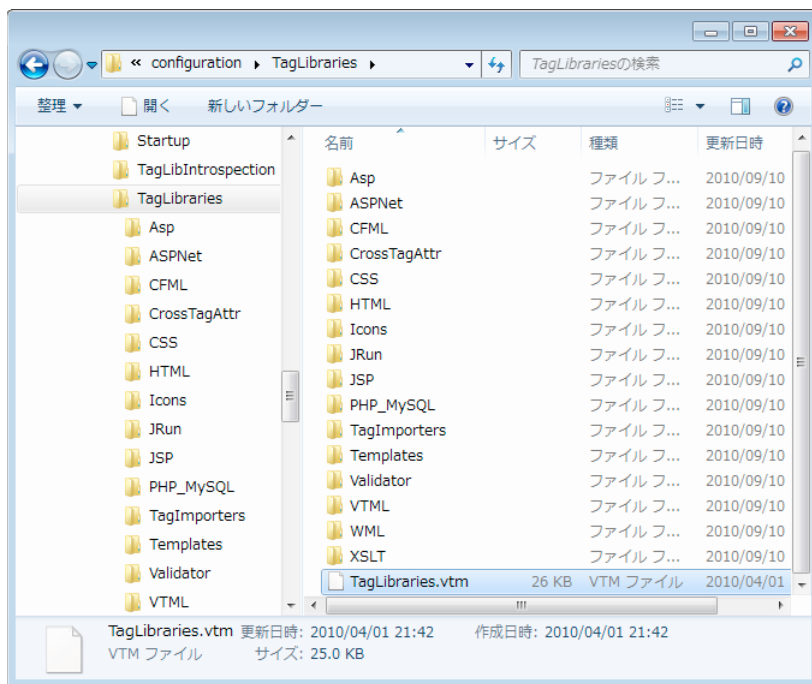 « configuration ▸ TagLibraries ▸ TagLibrariesの検索
整理 ▼ 開く 新しいフォルダー
Startup
TagLibIntrospection
TagLibraries
Asp
ASPNet
CFML
CrossTagAttr
CSS
HTML
Icons
JRun
JSP
PHP_MySQL
TagImporters
Templates
Validator
VTML
名前 サイズ 種類 更新日時
Asp ファイル フ... 2010/09/10
ASPNet ファイル フ... 2010/09/10
CFML ファイル フ... 2010/09/10
CrossTagAttr ファイル フ... 2010/09/10
CSS ファイル フ... 2010/09/10
HTML ファイル フ... 2010/09/10
Icons ファイル フ... 2010/09/10
JRun ファイル フ... 2010/09/10
JSP ファイル フ... 2010/09/10
PHP_MySQL ファイル フ... 2010/09/10
TagImporters ファイル フ... 2010/09/10
Templates ファイル フ... 2010/09/10
Validator ファイル フ... 2010/09/10
VTML ファイル フ... 2010/09/10
WML ファイル フ... 2010/09/10
XSLT ファイル フ... 2010/09/10
TagLibraries.vtm 26 KB VTM ファイル 2010/04/01
TagLibraries.vtm 更新日時: 2010/04/01 21:42 作成日時: 2010/04/01 21:42
VTM ファイル サイズ: 25.0 KB